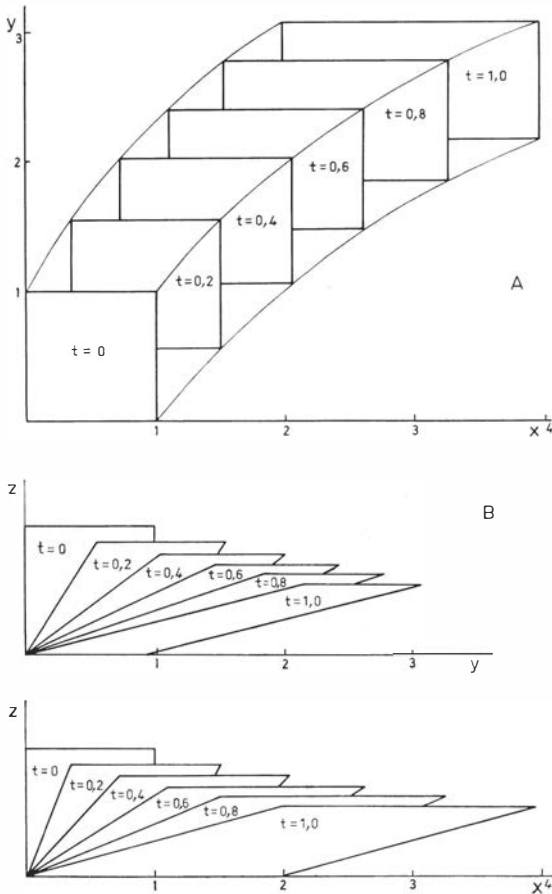 y
3
t = 1,0
t = 0,8
2
t = 0,6
t = 0,4
A
t = 0,2
1
t = 0
1
2
3
x 4
z
B
t = 0
t = 0,2
t = 0,4
t = 0,6
t = 0,8
t = 1,0
1
2
3
y
z
t = 0
t = 0,2
t = 0,4
t = 0,6
t = 0,8
t = 1,0
1
2
3
x 4